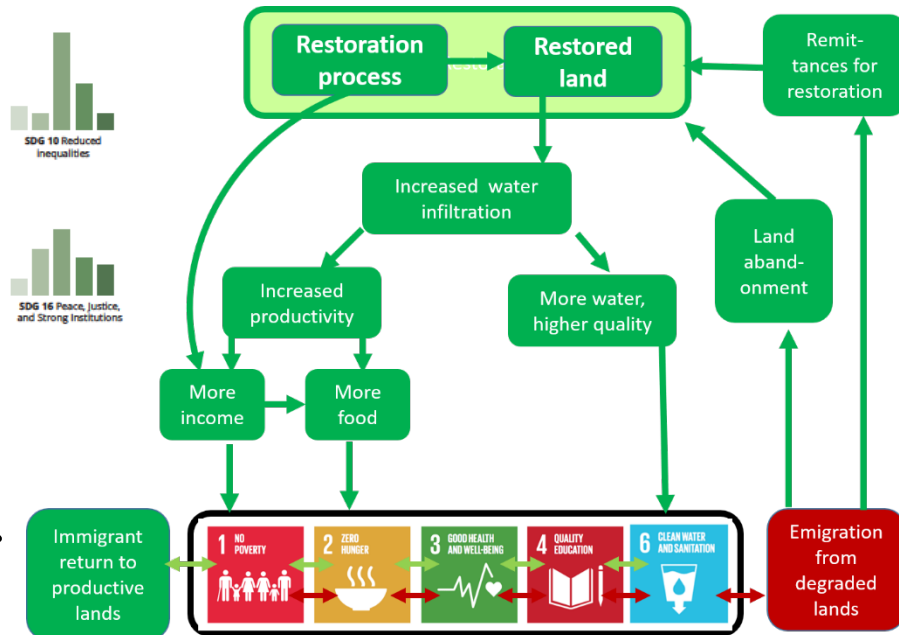 Restoration
process
Restored
land
Remit-
tances for
restoration
SDG 10 Reduced
Inequalities
Increased water
infiltration
Land
aband-
onment
SDG 16 Peace, Justice,
and Strong Institutions
Increased
productivity
More water,
higher quality
More
income
More
food
Immigrant
return to
productive
lands
1 NO
POVERTY
2 ZERO
HUNGER
3 GOOD HEALTH
AND WELL-BEING
4 QUALITY
EDUCATION
6 CLEAN WATER
AND SANITATION
Emigration
from
degraded
lands